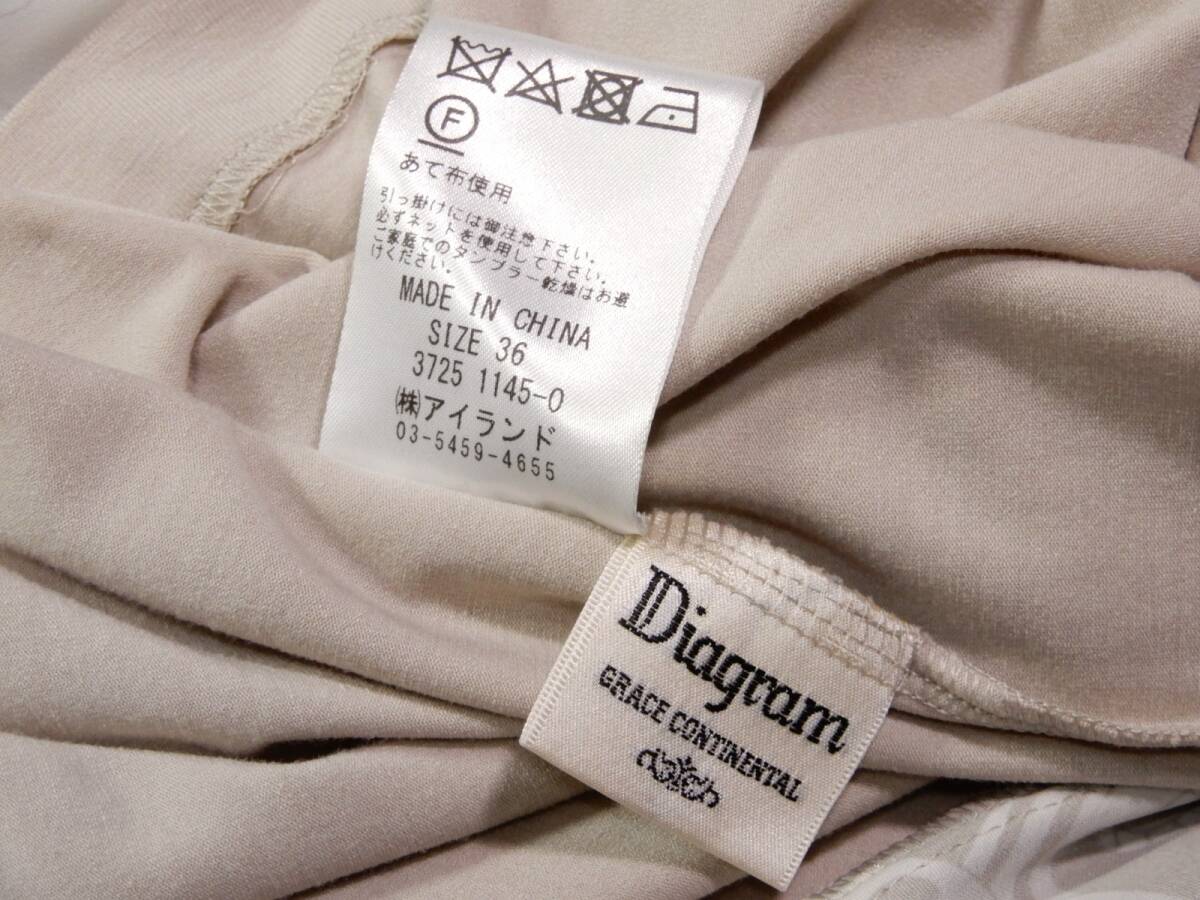 F
あて布使用
引っ掛けには御注意下さい。
必ずネットを使用して下さい。
ご家庭でのタンブラー乾燥はお避
けください。
MADE IN CHINA
SIZE 36
3725 1145-0
㈱アイランド
03-5459-4655
Diagram
GRACE CONTINENTAL